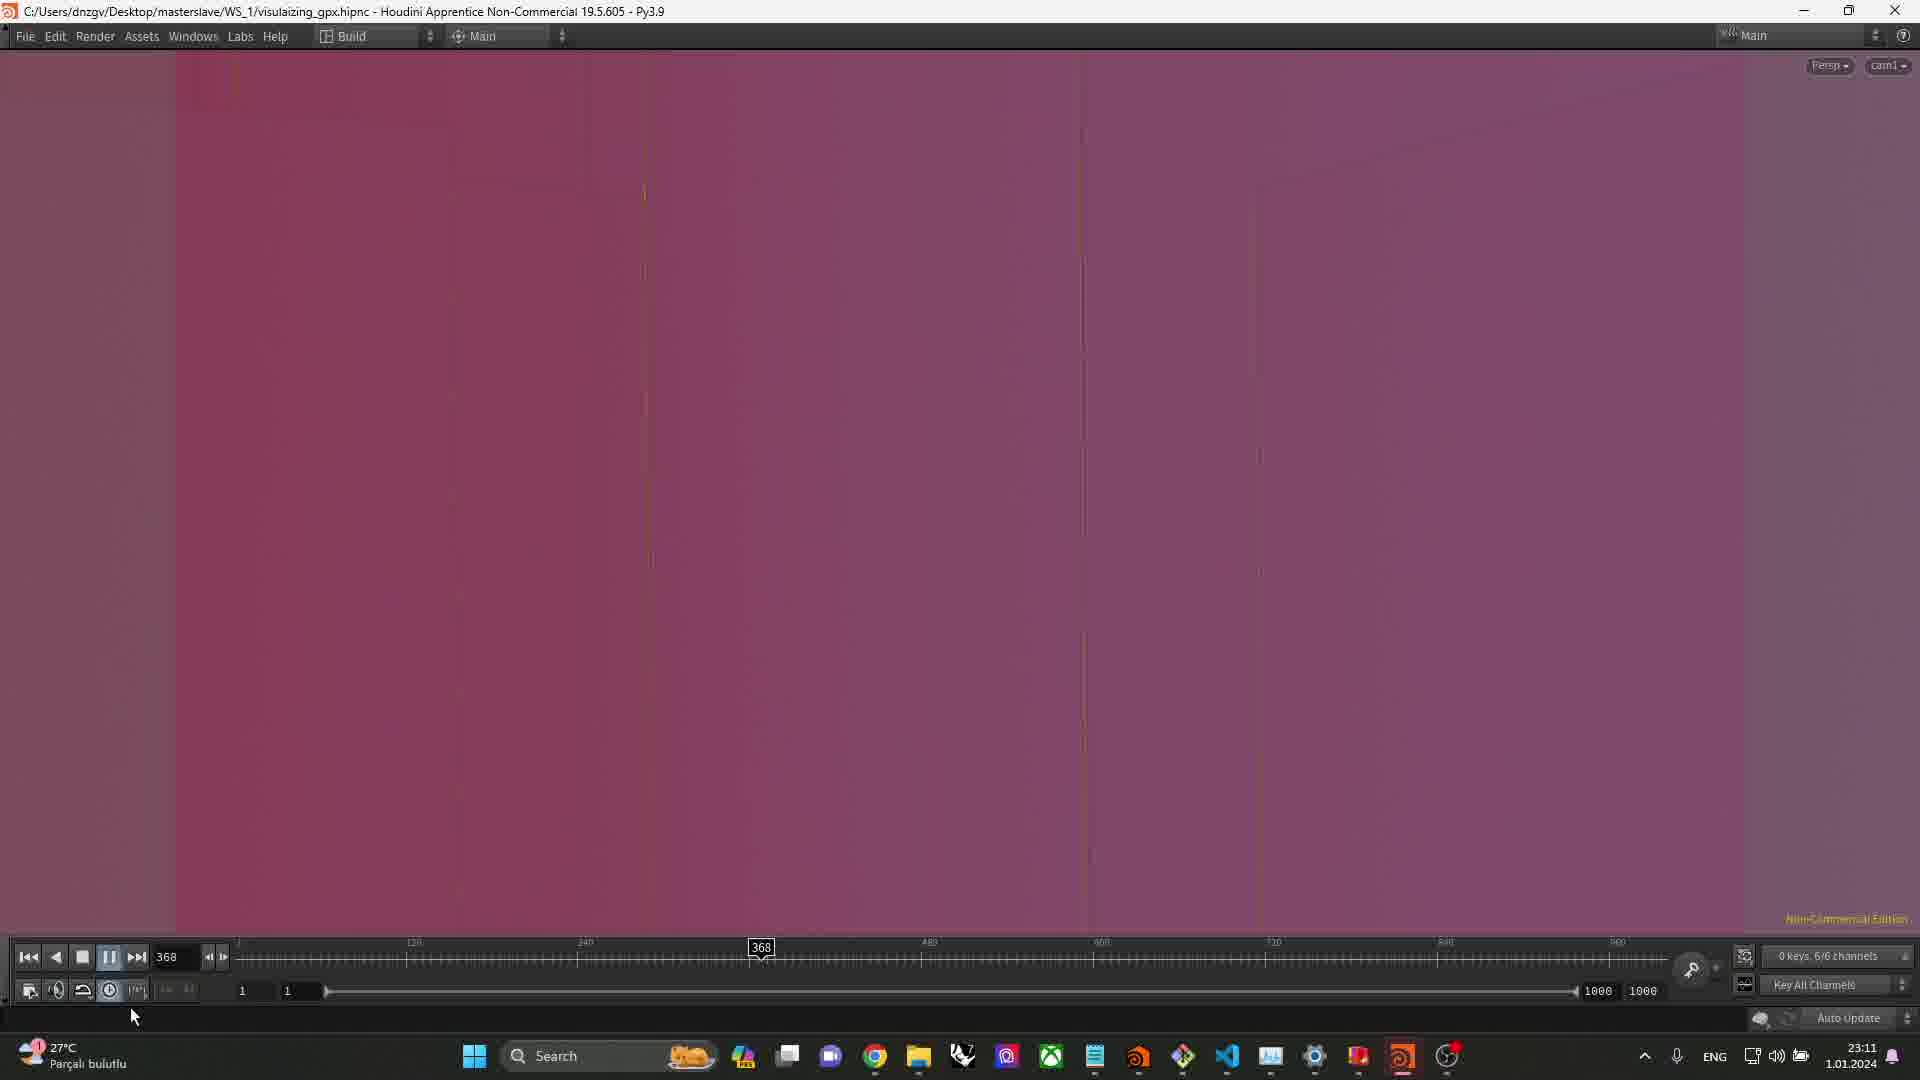 C:/Users/dnzgv/Desktop/masterslave/WS_1/visulaizing_gpx.hipnc - Houdini Apprentice Non-Commercial 19.5.605 - Py3.9
File Edit Render Assets Windows Labs Help Build Main Main
Persp cam1
Non-Commercial Edition
368 1 120 240 368 480 600 720 840 960 0 keys, 6/6 channels
1 1 1000 1000 Key All Channels
Auto Update
27°C
Parçalı bulutlu
Search
ENG
23:11
1.01.2024